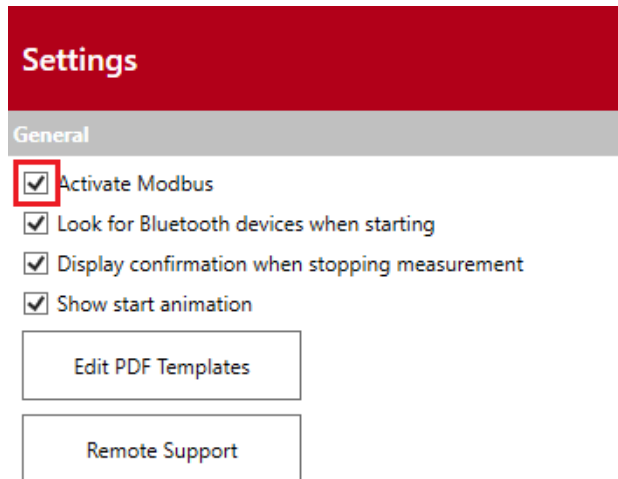 Settings
General
Activate Modbus
Look for Bluetooth devices when starting
Display confirmation when stopping measurement
Show start animation
Edit PDF Templates
Remote Support